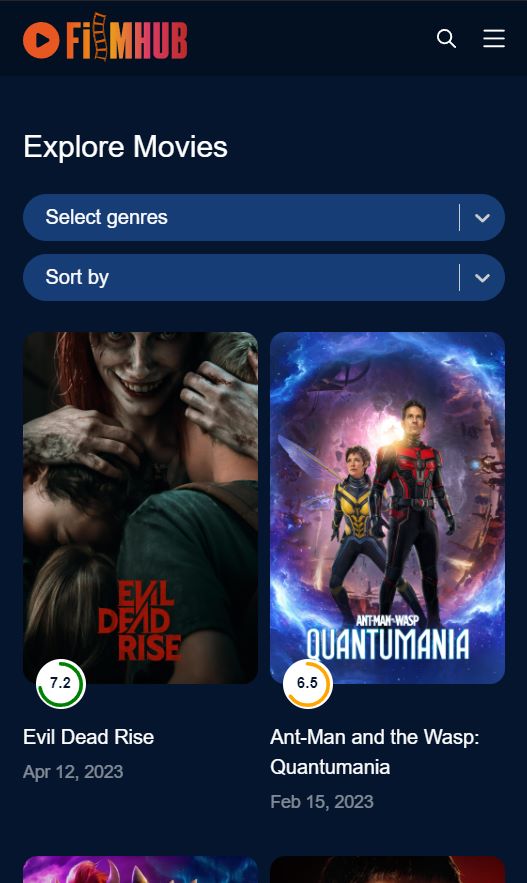 FilmHUB
Explore Movies
Select genres
Sort by
EVIL
DEAD
RISE
ANT-MAN AND THE WASP
QUANTUMANIA
7.2
6.5
Evil Dead Rise
Ant-Man and the Wasp:
Quantumania
Apr 12, 2023
Feb 15, 2023